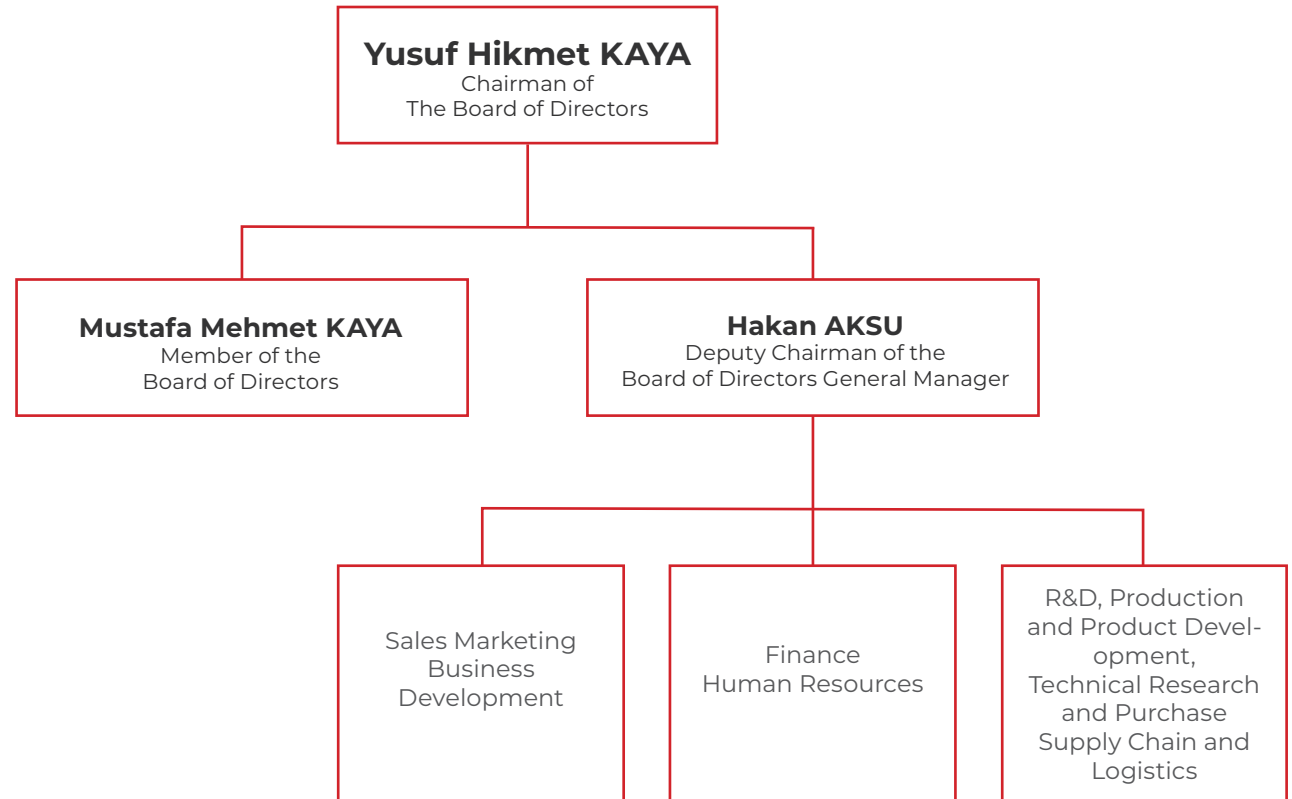 Yusuf Hikmet KAYA
Chairman of
The Board of Directors
Mustafa Mehmet KAYA
Member of the
Board of Directors
Hakan AKSU
Deputy Chairman of the
Board of Directors General Manager
Sales Marketing
Business
Development
Finance
Human Resources
R&D, Production
and Product Devel-
opment,
Technical Research
and Purchase
Supply Chain and
Logistics